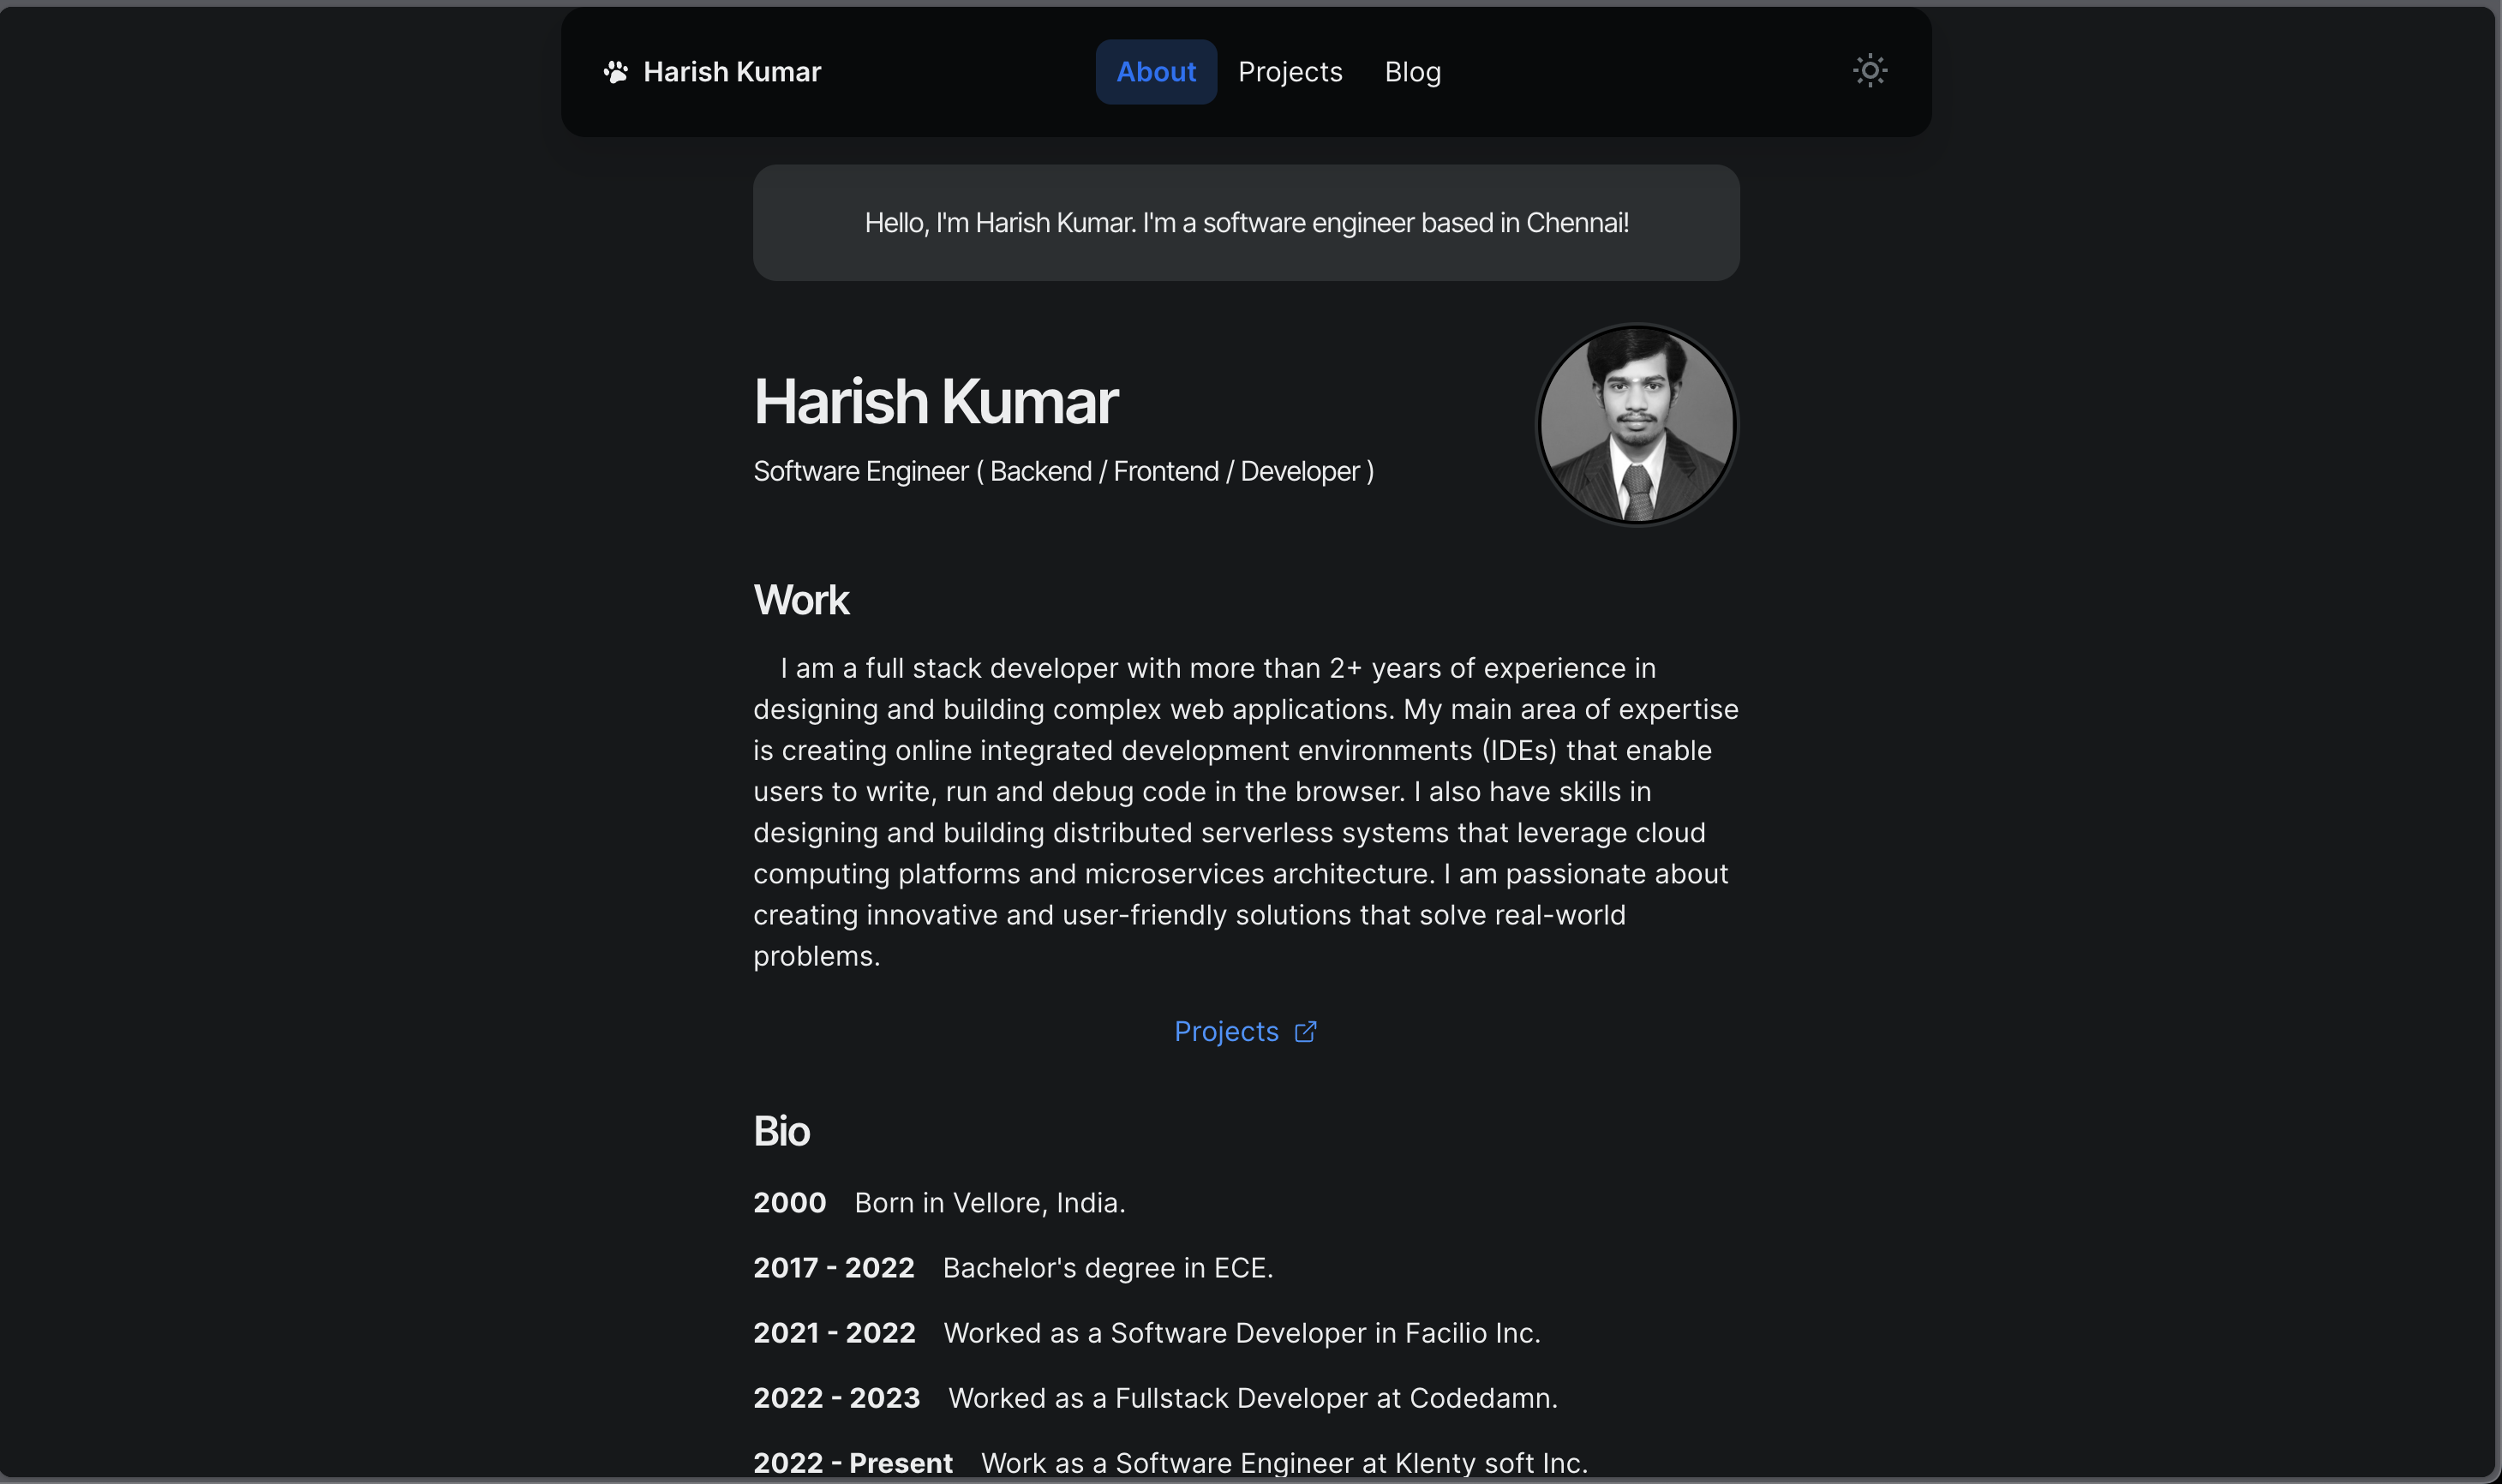 Harish Kumar
About Projects Blog
Hello, I'm Harish Kumar. I'm a software engineer based in Chennai!
Harish Kumar
Software Engineer ( Backend / Frontend / Developer )
Work
I am a full stack developer with more than 2+ years of experience in
designing and building complex web applications. My main area of expertise
is creating online integrated development environments (IDEs) that enable
users to write, run and debug code in the browser. I also have skills in
designing and building distributed serverless systems that leverage cloud
computing platforms and microservices architecture. I am passionate about
creating innovative and user-friendly solutions that solve real-world
problems.
Projects
Bio
2000 Born in Vellore, India.
2017 - 2022 Bachelor's degree in ECE.
2021 - 2022 Worked as a Software Developer in Facilio Inc.
2022 - 2023 Worked as a Fullstack Developer at Codedamn.
2022 - Present Work as a Software Engineer at Klenty soft Inc.